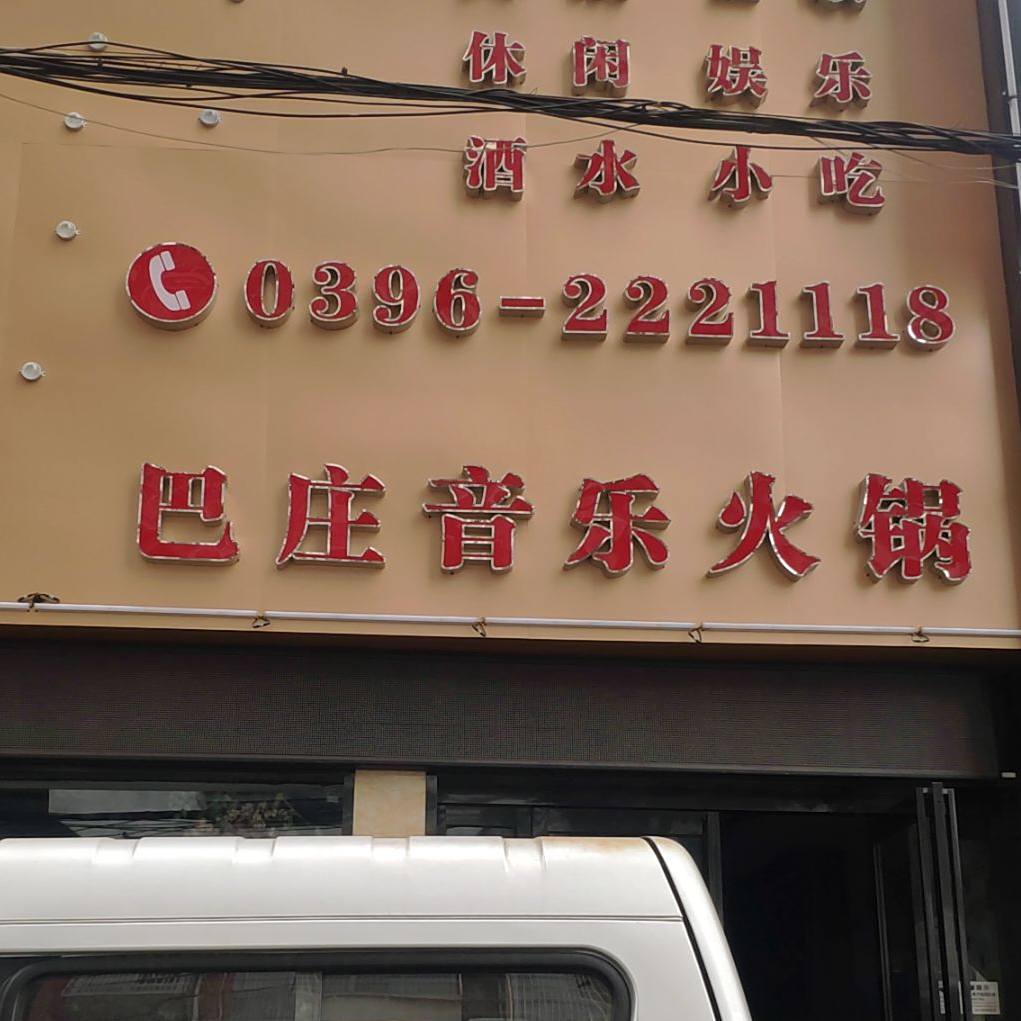 休闲 娱乐
酒水 小吃
0396-2221118
巴庄音乐火锅